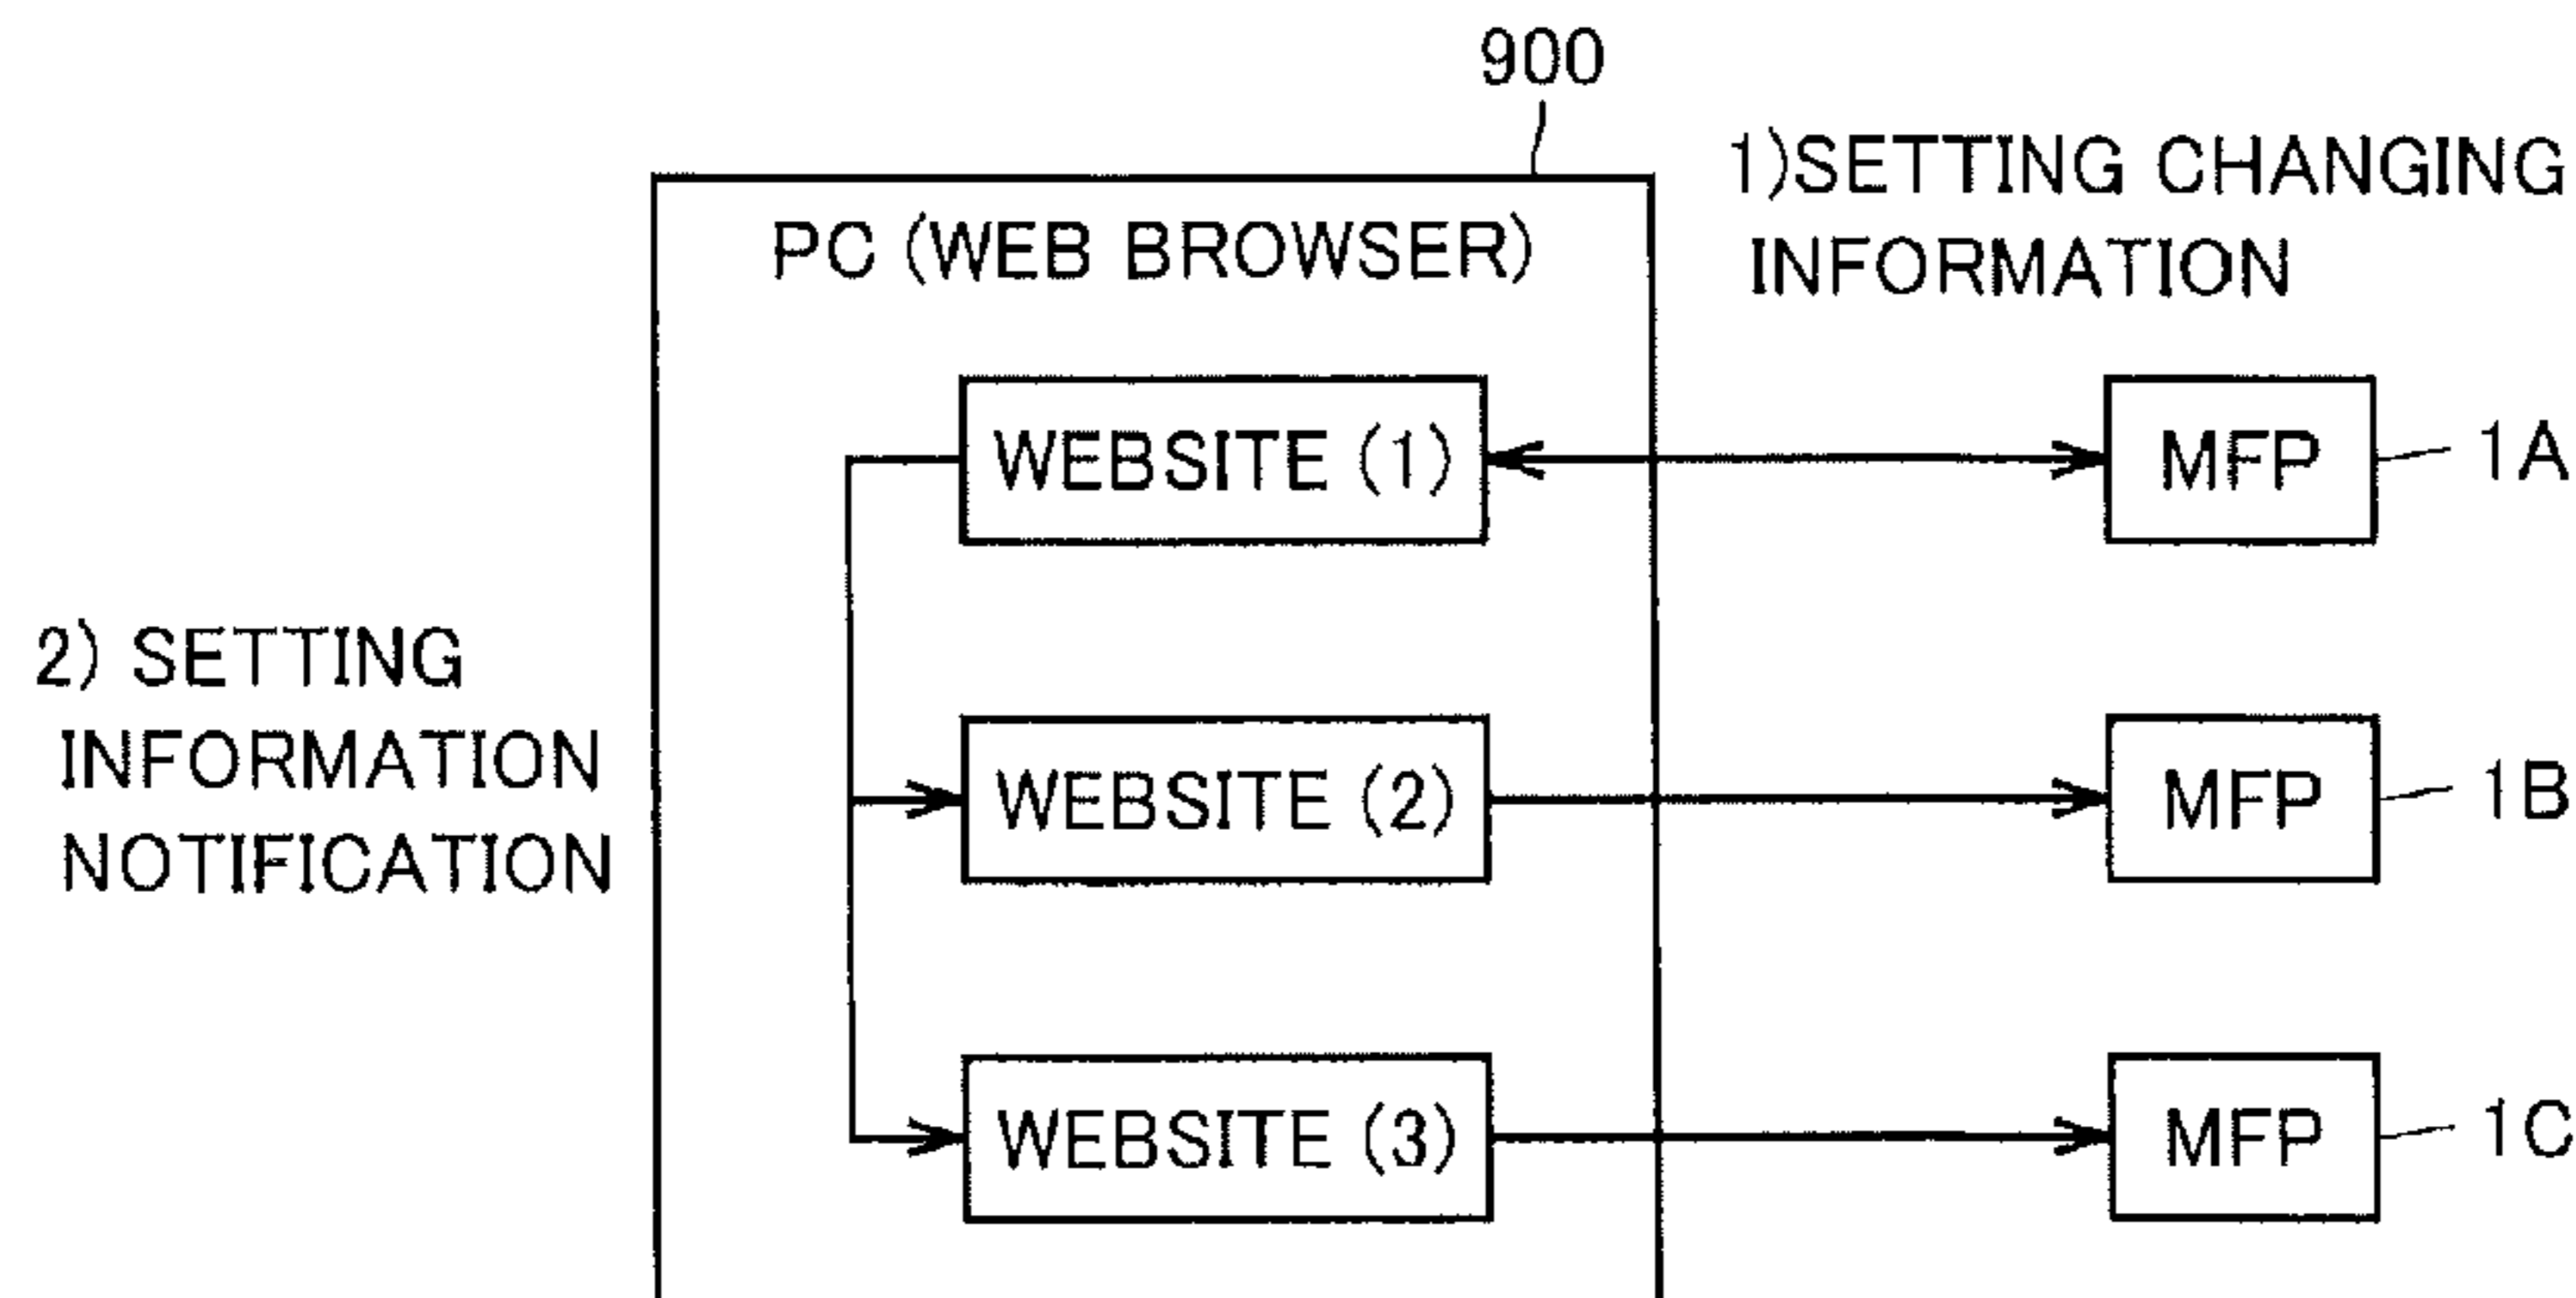 900
1)SETTING CHANGING
INFORMATION
PC (WEB BROWSER)
WEBSITE (1)
MFP
1A
2) SETTING
INFORMATION
NOTIFICATION
WEBSITE (2)
MFP
1B
WEBSITE (3)
MFP
1C